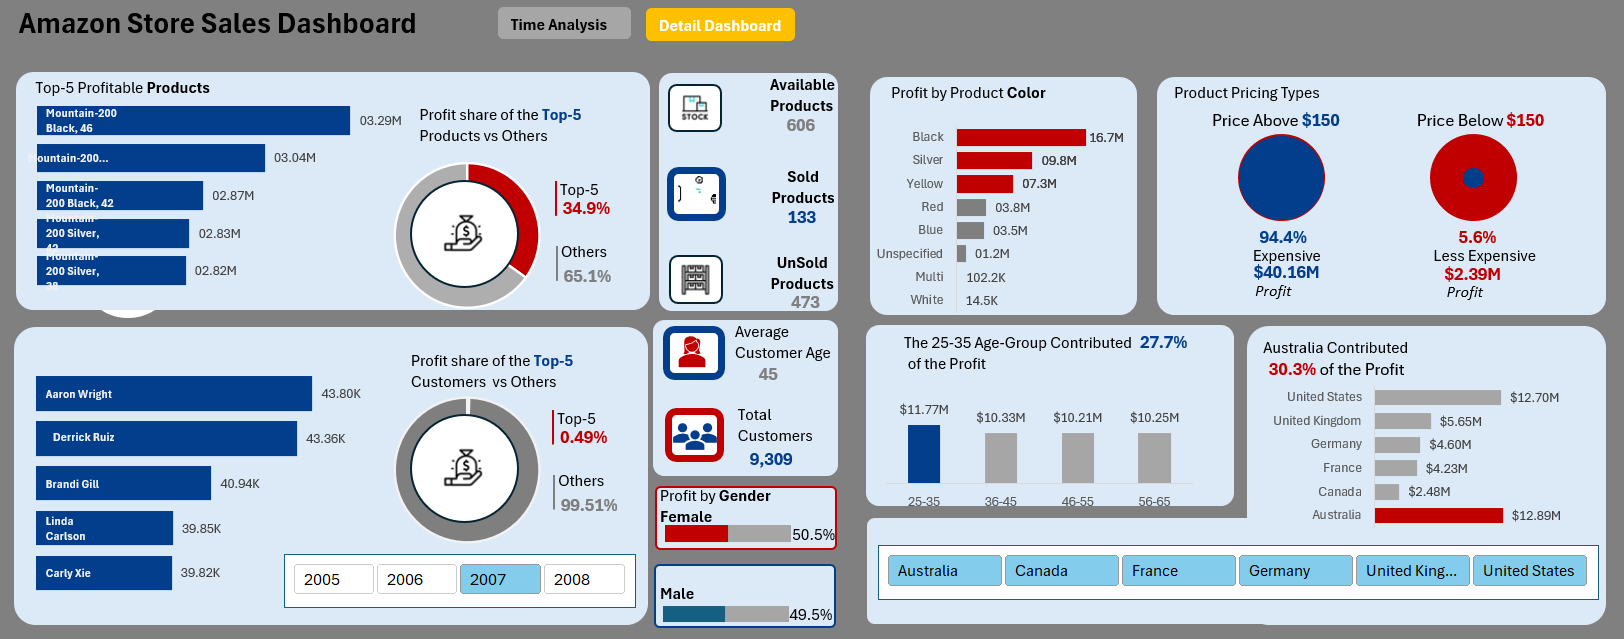 Amazon Store Sales Dashboard
Time Analysis
Detail Dashboard
Top-5 Profitable Products
Mountain-200
Black, 46
03.29M
ountain-200...
03.04M
Mountain-
200 Black, 42
02.87M
Mountain-
200 Silver,
42
02.83M
Mountain-
200 Silver,
38
02.82M
Profit share of the Top-5
Products vs Others
Top-5
34.9%
Others
65.1%
Available
Products
606
STOCK
Sold
Products
133
UnSold
Products
473
Profit by Product Color
Black 16.7M
Silver 09.8M
Yellow 07.3M
Red 03.8M
Blue 03.5M
Unspecified 01.2M
Multi 102.2K
White 14.5K
Product Pricing Types
Price Above $150
94.4%
Expensive
$40.16M
Profit
Price Below $150
5.6%
Less Expensive
$2.39M
Profit
Aaron Wright 43.80K
Derrick Ruiz 43.36K
Brandi Gill 40.94K
Linda
Carlson
39.85K
Carly Xie 39.82K
Profit share of the Top-5
Customers vs Others
Top-5
0.49%
Others
99.51%
2005 2006 2007 2008
Average
Customer Age
45
Total
Customers
9,309
Profit by Gender
Female
50.5%
Male
49.5%
The 25-35 Age-Group Contributed 27.7%
of the Profit
$11.77M $10.33M $10.21M $10.25M
25-35 36-45 46-55 56-65
Australia Contributed
30.3% of the Profit
United States $12.70M
United Kingdom $5.65M
Germany $4.60M
France $4.23M
Canada $2.48M
Australia $12.89M
Australia Canada France Germany United King... United States